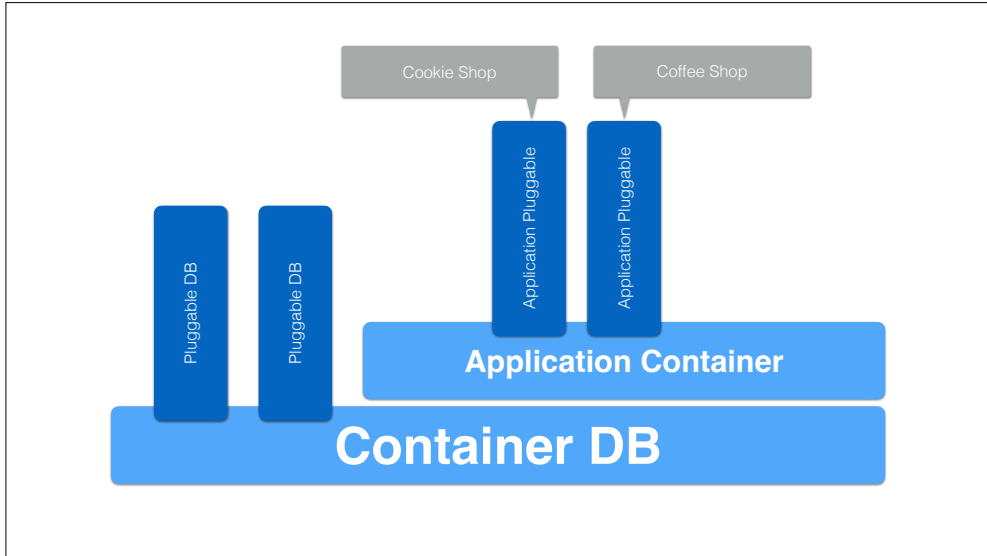 Cookie Shop
Coffee Shop
Application Pluggable
Application Pluggable
Pluggable DB
Pluggable DB
Application Container
Container DB